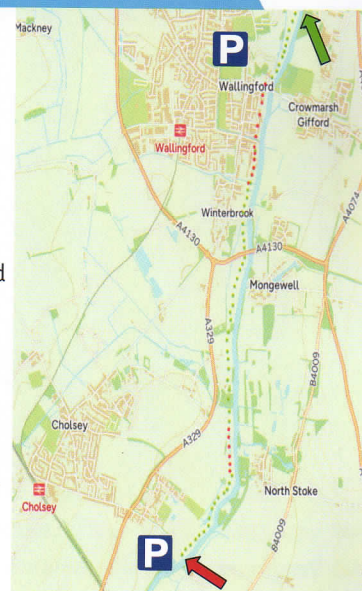 Mackney
P
Wallingford
Crowmarsh
Gifford
Wallingford
A4074
Winterbrook
A4130
A4130
Mongewell
d
A329
B4009
Cholsey
A329
Cholsey
North Stoke
B4009
P